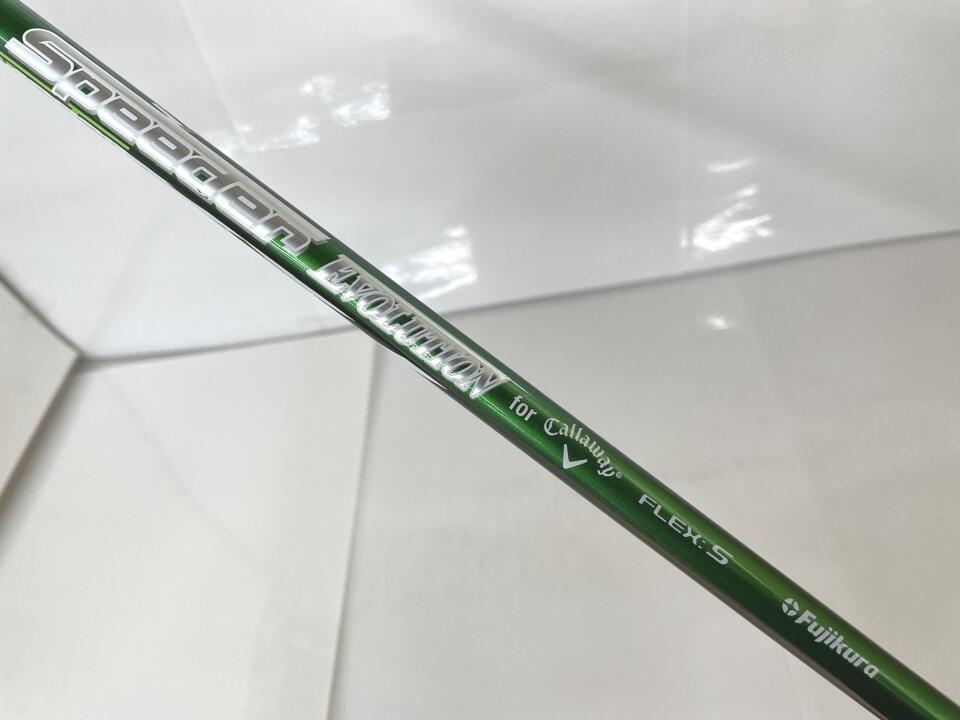 Speeder EVOLUTION for Callaway® FLEX: S Fujikura